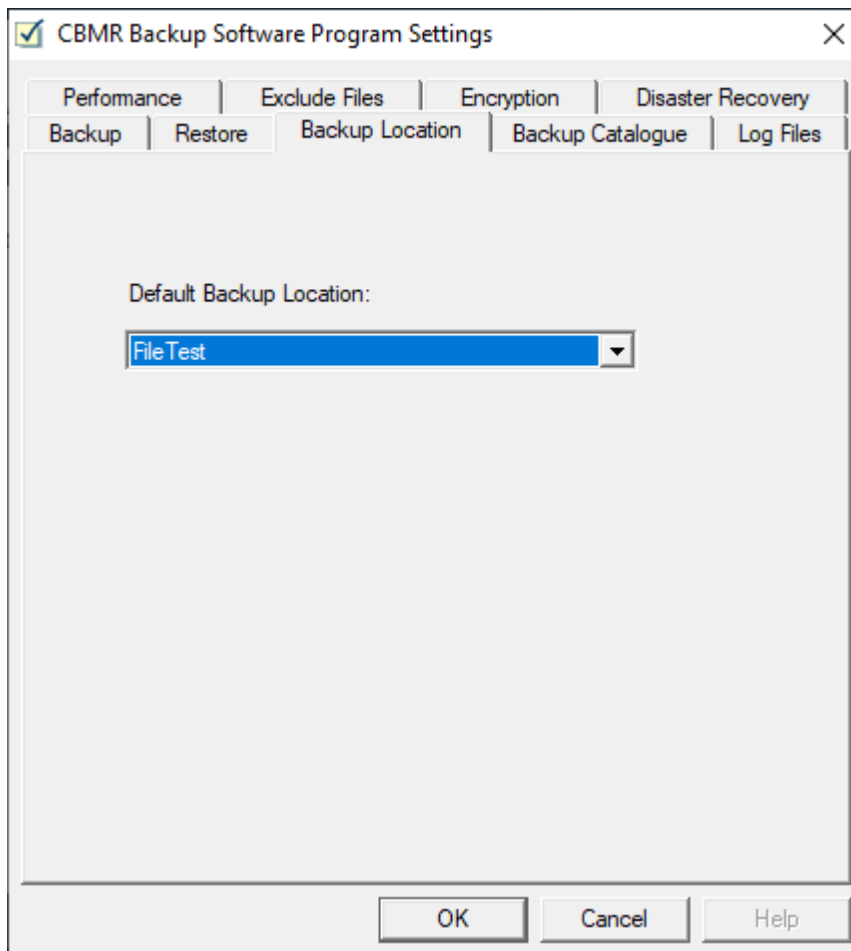 CBMR Backup Software Program Settings
Performance Exclude Files Encryption Disaster Recovery
Backup Restore Backup Location Backup Catalogue Log Files
Default Backup Location:
FileTest
OK Cancel Help